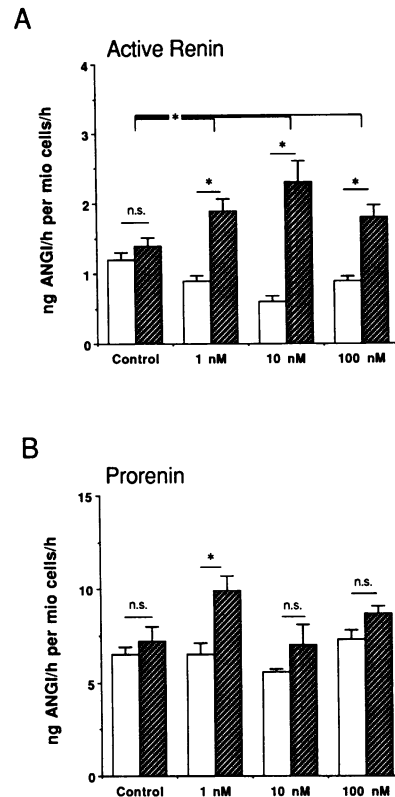 A
Active Renin
4
3
2
1
0
ng ANGI/h per mio cells/h
*
n.s.
*
*
*
Control 1 nM 10 nM 100 nM
B
Prorenin
15
10
5
0
ng ANGI/h per mio cells/h
n.s.
*
n.s.
n.s.
Control 1 nM 10 nM 100 nM